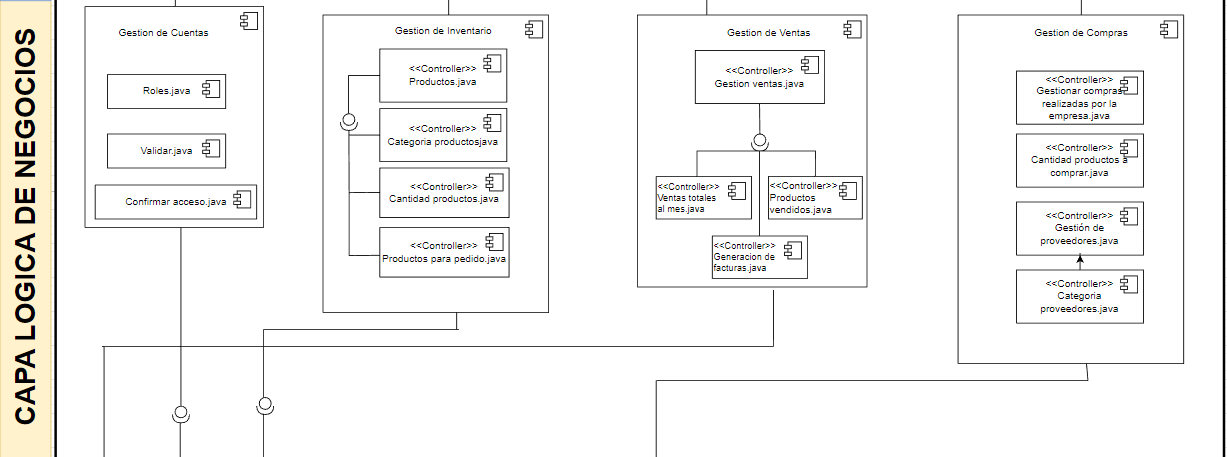 CAPA LOGICA DE NEGOCIOS
Gestion de Cuentas
Roles.java
Validar.java
Confirmar acceso.java
Gestion de Inventario
<<Controller>>
Productos.java
<<Controller>>
Categoria productosjava
<<Controller>>
Cantidad productos.java
<<Controller>>
Productos para pedido.java
Gestion de Ventas
<<Controller>>
Gestion ventas.java
<<Controller>>
Ventas totales
al mes.java
<<Controller>>
Productos
vendidos.java
<<Controller>>
Generacion de
facturas.java
Gestion de Compras
<<Controller>>
Gestionar compras
realizadas por la
empresa.java
<<Controller>>
Cantidad productos a
comprar.java
<<Controller>>
Gestión de
proveedores.java
<<Controller>>
Categoria
proveedores.java